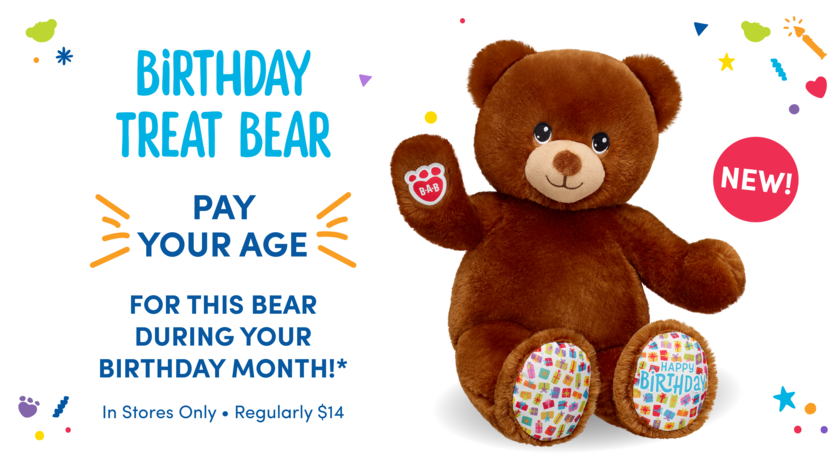 BiRTHDAY
TREAT BEAR
PAY
YOUR AGE
FOR THIS BEAR
DURING YOUR
BIRTHDAY MONTH!*
In Stores Only • Regularly $14
B·A·B
NEW!
HAPPY
BiRTHDAY